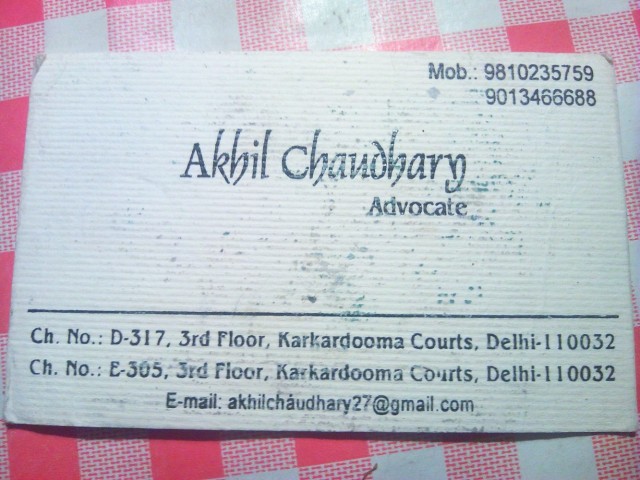 Mob.: 9810235759
9013466688
Akhil Chaudhary
Advocate
Ch. No.: D-317, 3rd Floor, Karkardooma Courts, Delhi-110032
Ch. No.: E-305, 3rd Floor, Karkardooma Courts, Delhi-110032
E-mail: akhilchaudhary27@gmail.com